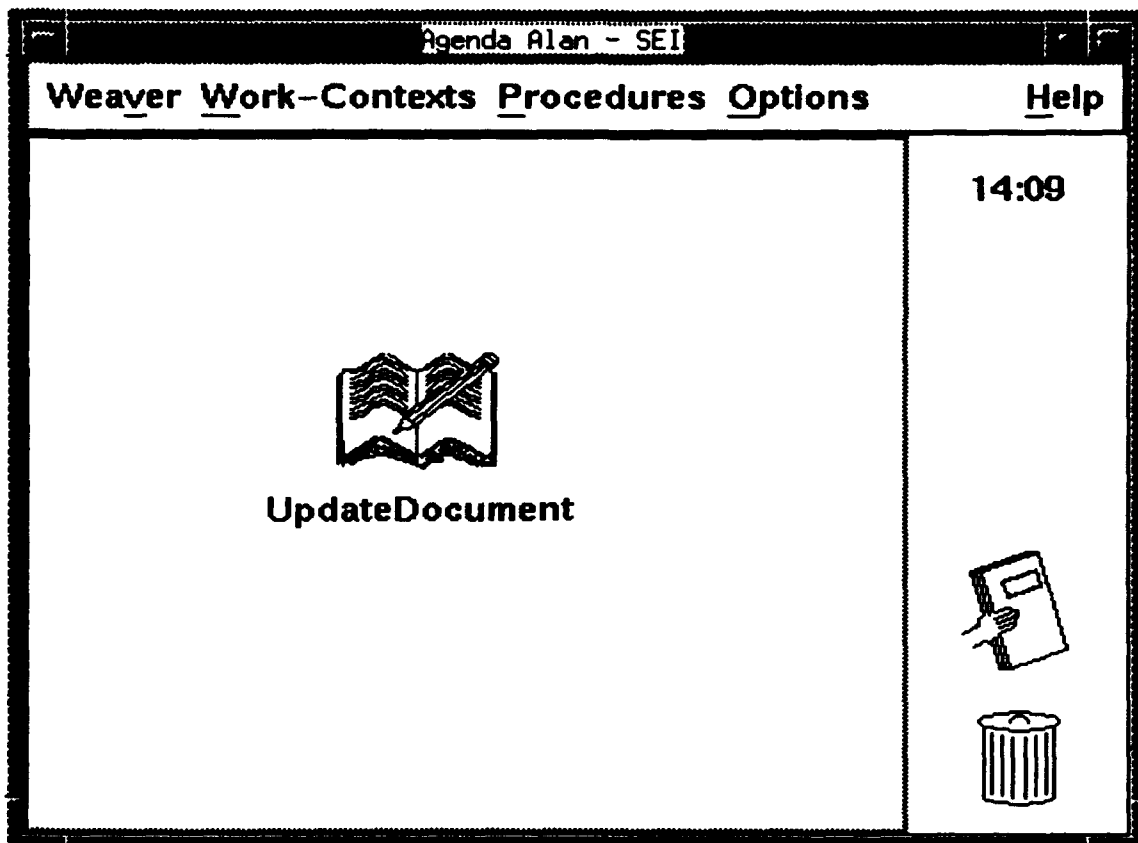 Agenda Alan - SEI
Weaver Work-Contexts Procedures Options Help
14:09
UpdateDocument